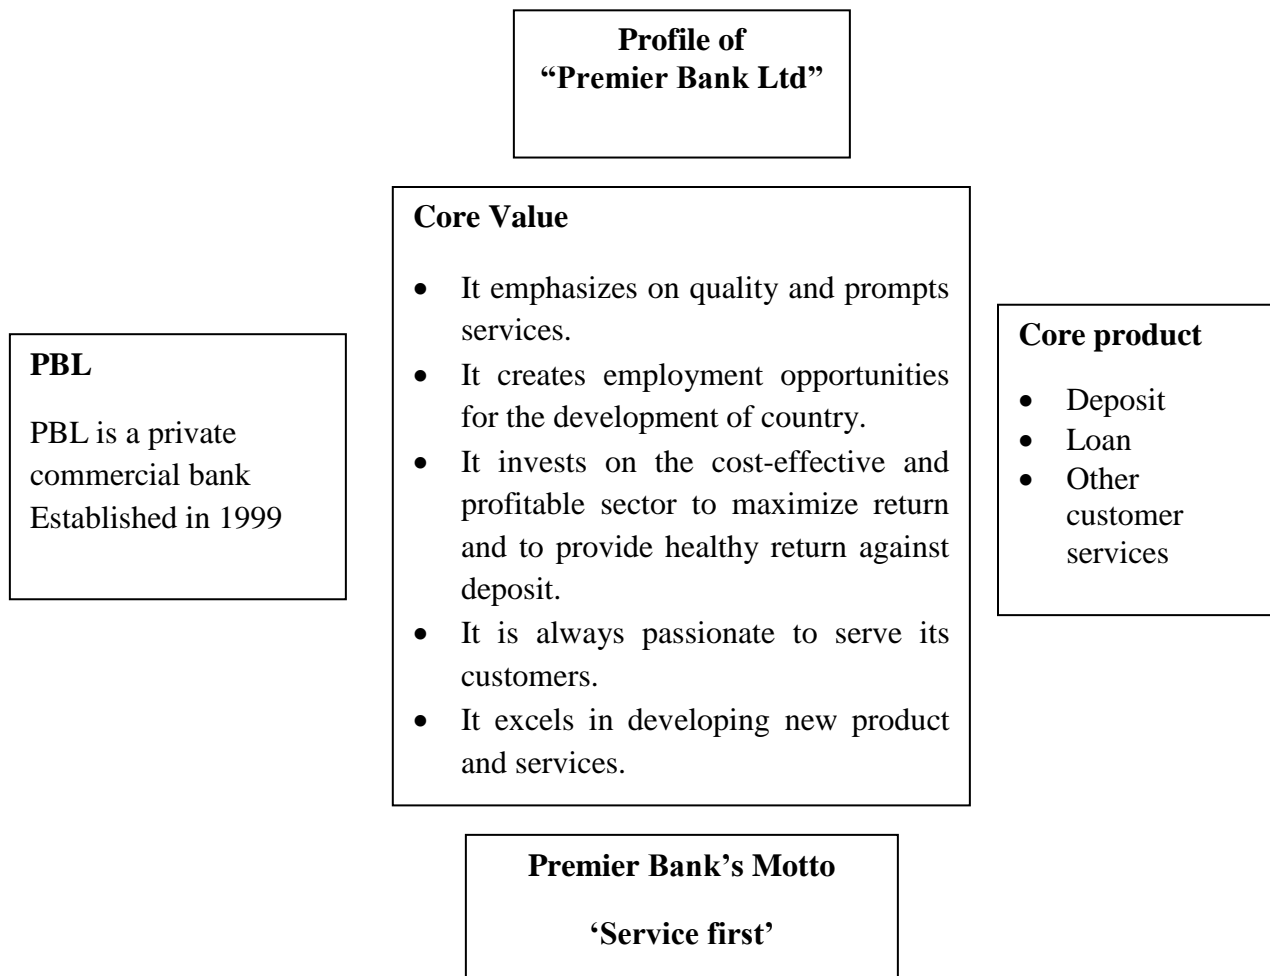 Profile of
“Premier Bank Ltd”
Core Value
• It emphasizes on quality and prompts
services.
• It creates employment opportunities
for the development of country.
• It invests on the cost-effective and
profitable sector to maximize return
and to provide healthy return against
deposit.
• It is always passionate to serve its
customers.
• It excels in developing new product
and services.
PBL
PBL is a private
commercial bank
Established in 1999
Core product
• Deposit
• Loan
• Other
customer
services
Premier Bank’s Motto
‘Service first’